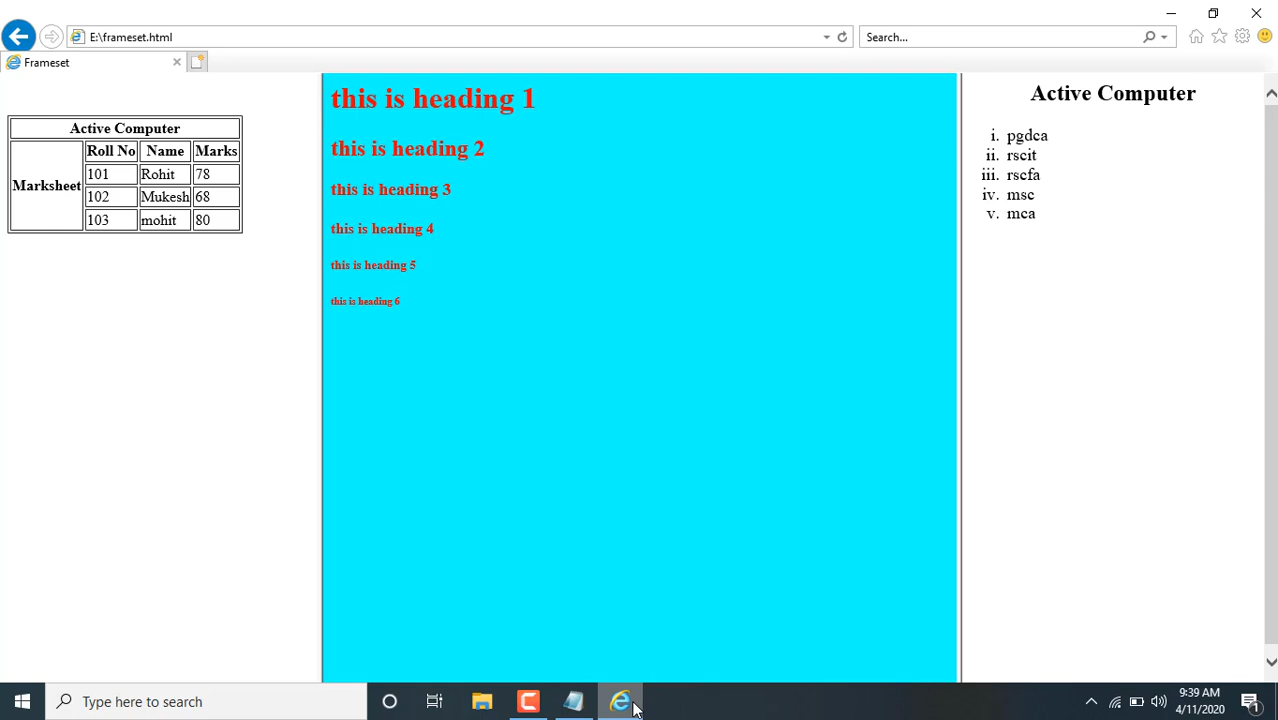 E:\frameset.html
Search...
Frameset
Active Computer
Marksheet
Roll No Name Marks
101 Rohit 78
102 Mukesh 68
103 mohit 80
this is heading 1
this is heading 2
this is heading 3
this is heading 4
this is heading 5
this is heading 6
Active Computer
i. pgdca
ii. rscit
iii. rscfa
iv. msc
v. mca
Type here to search
9:39 AM
4/11/2020
1